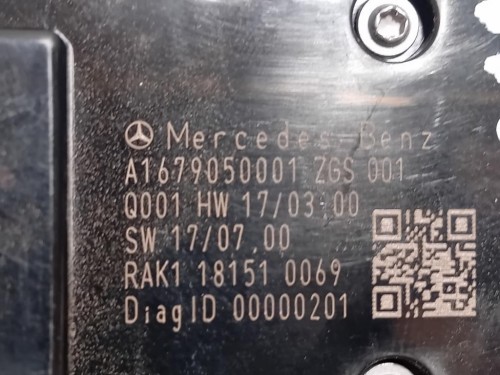 Mercedes-Benz
A1679050001 ZGS 001
Q001 HW 17/03.00
SW 17/07.00
RAK1 18151 0069
DiagID 00000201